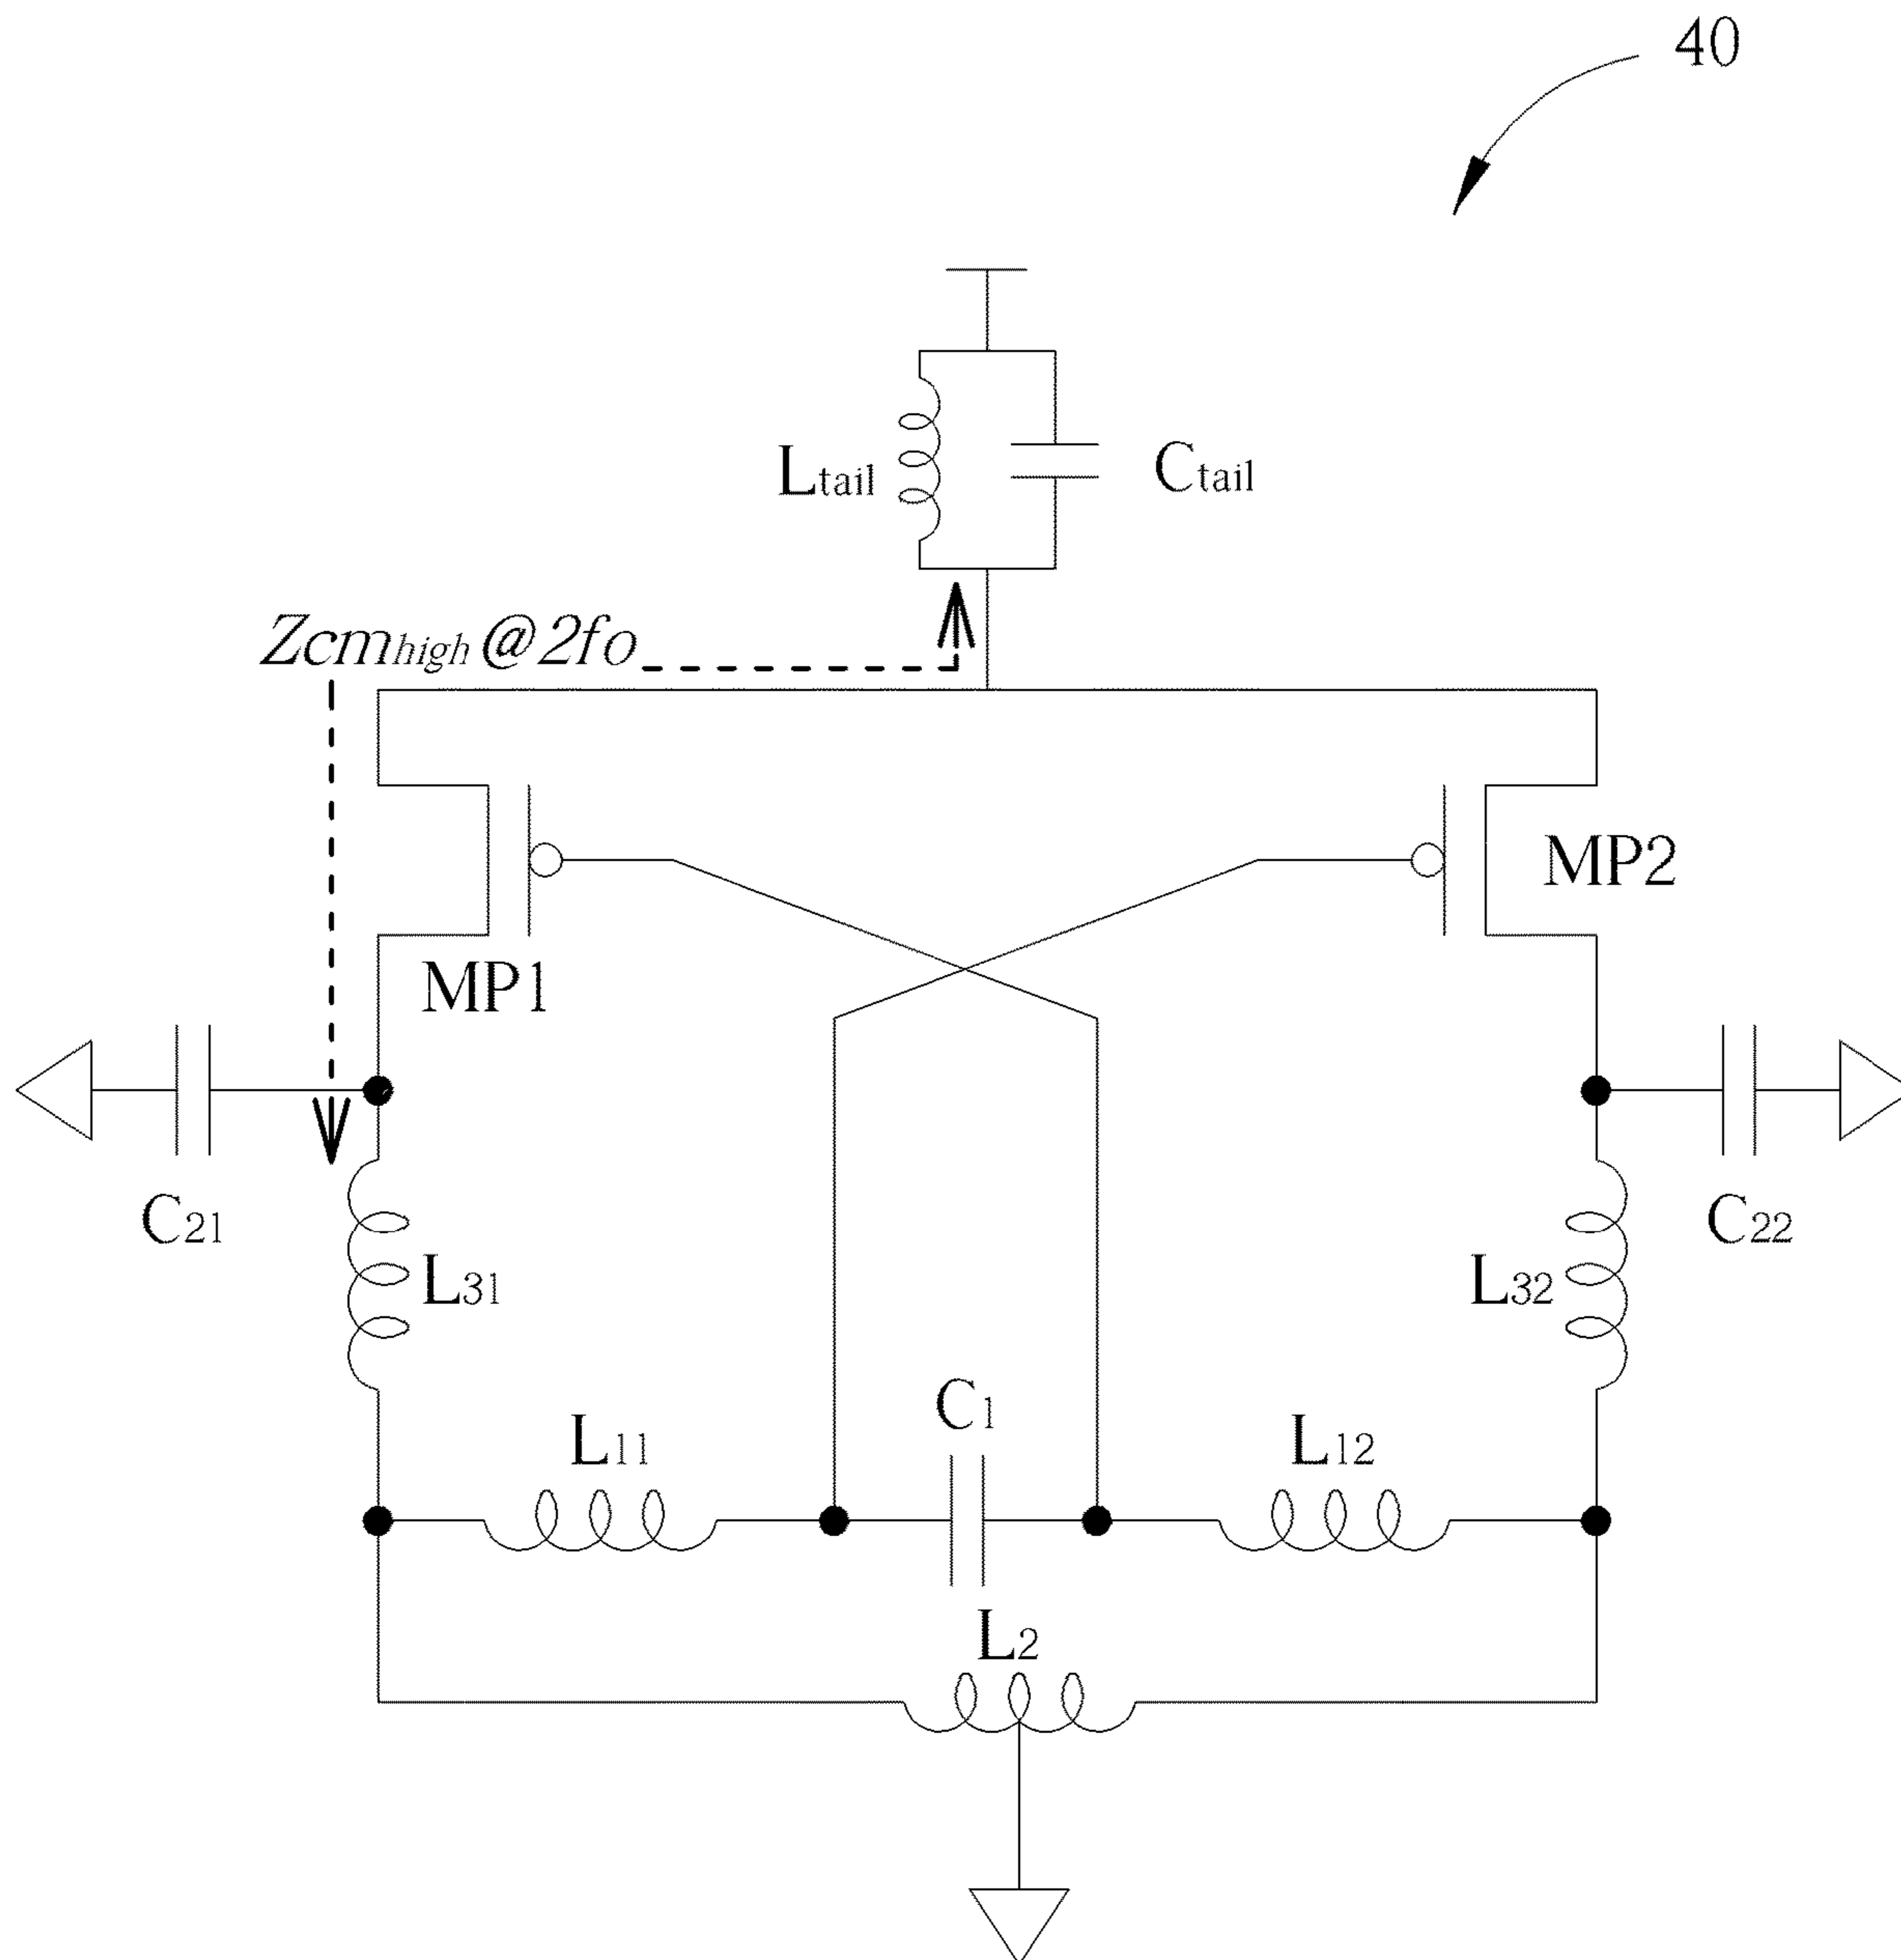 40
Ltail
Ctail
Zcmhigh@2fo
MP2
MP1
C21
L31
L32
C22
C1
L11
L12
L2